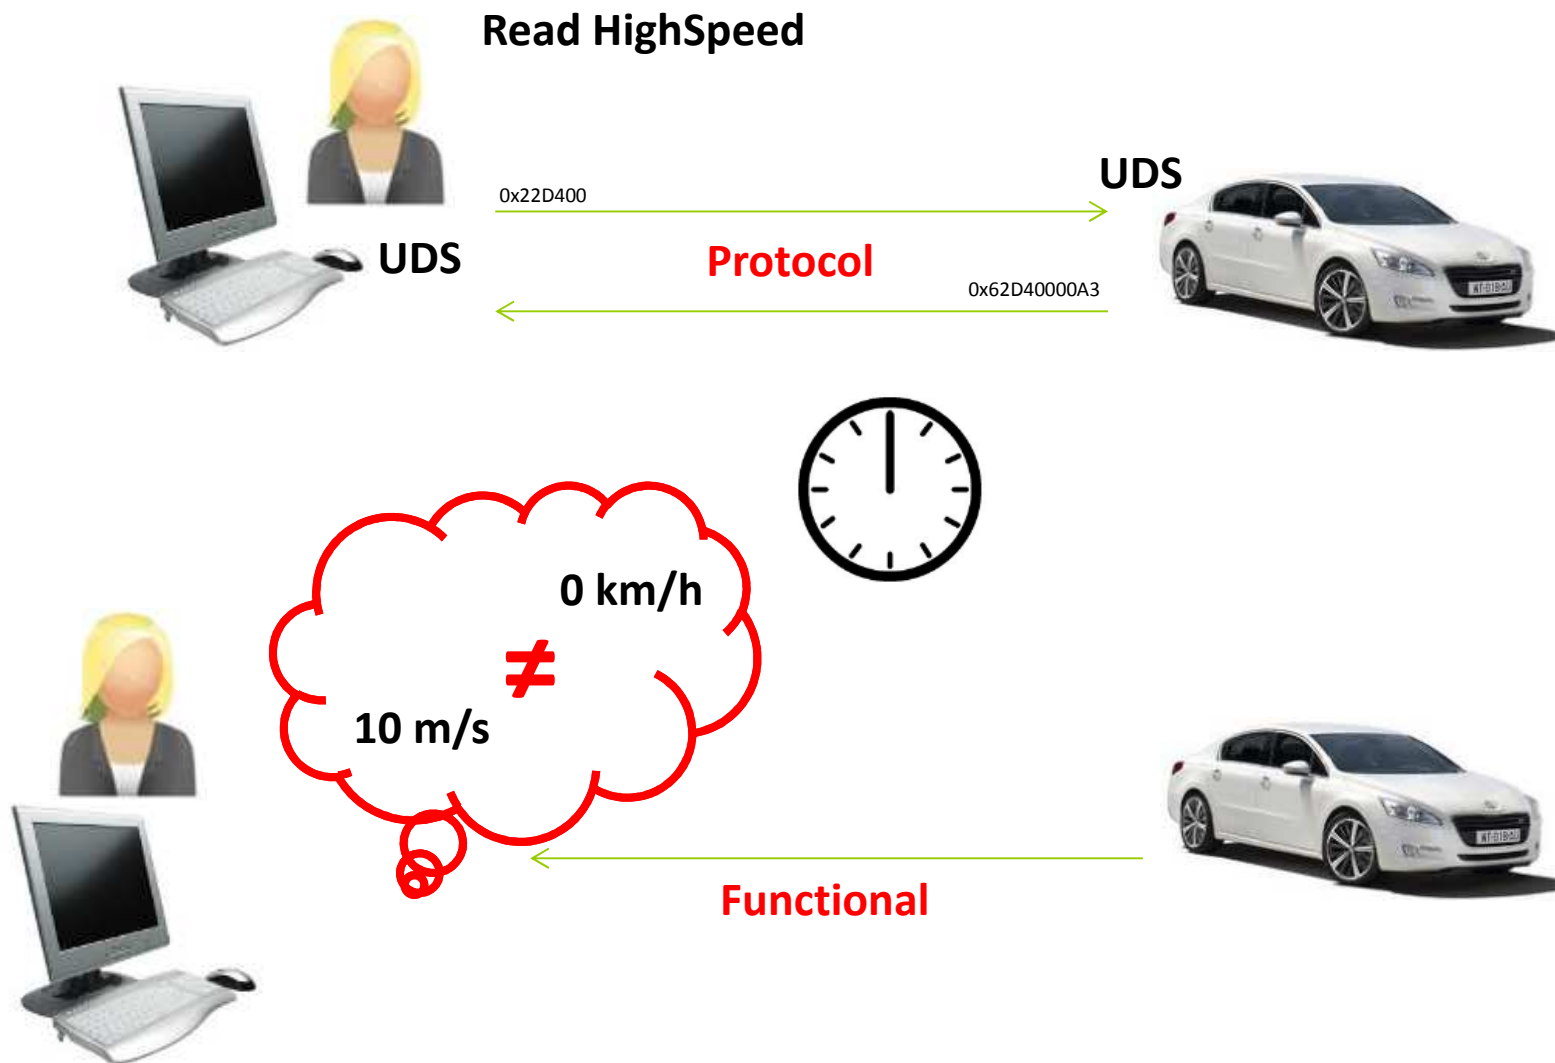 Read HighSpeed
UDS
0x22D400
UDS
Protocol
0x62D40000A3
0 km/h
≠
10 m/s
Functional